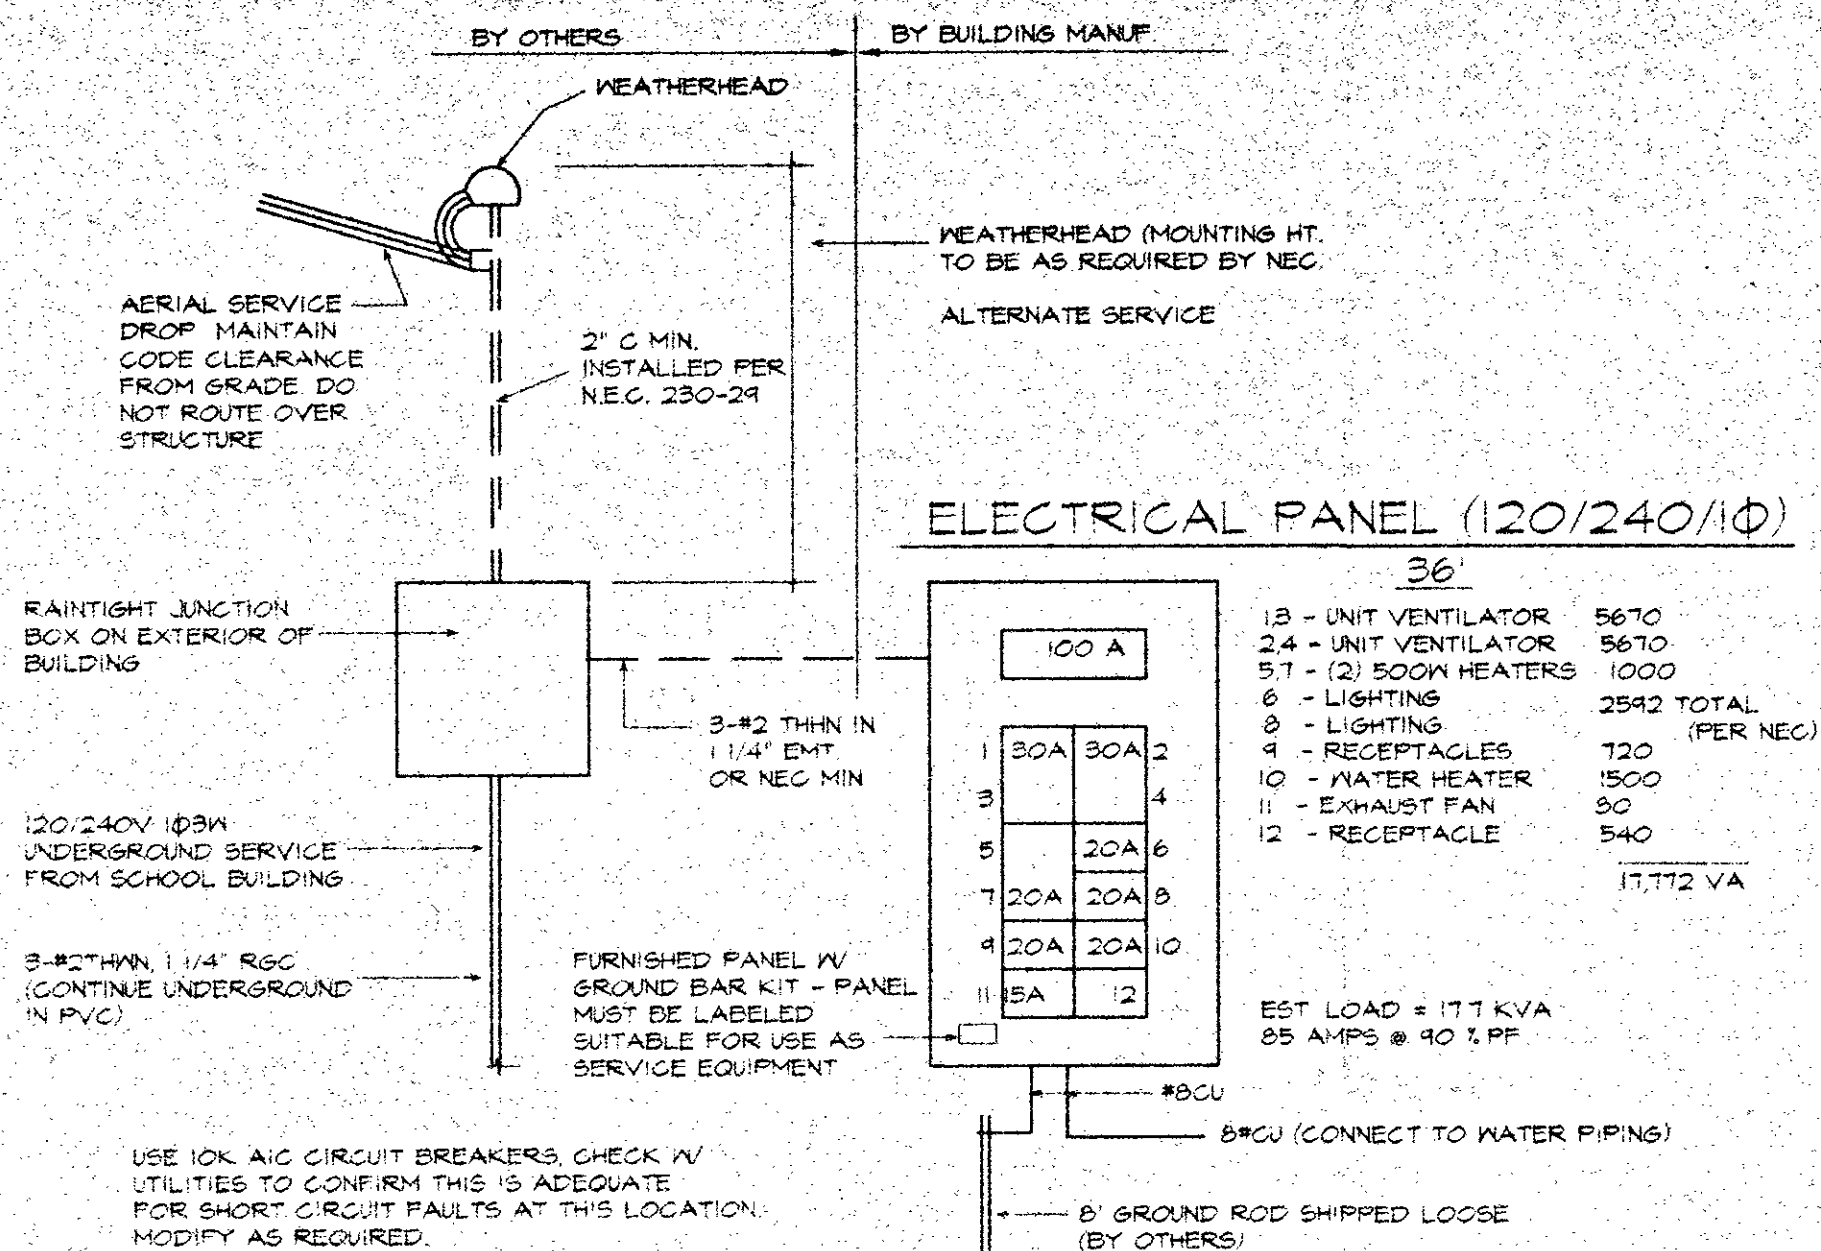 BY OTHERS
BY BUILDING MANUF.
WEATHERHEAD
WEATHERHEAD (MOUNTING HT.
TO BE AS REQUIRED BY NEC.
ALTERNATE SERVICE
AERIAL SERVICE
DROP MAINTAIN
CODE CLEARANCE
FROM GRADE. DO
NOT ROUTE OVER
STRUCTURE
2" C MIN.
INSTALLED PER
N.E.C. 230-29
ELECTRICAL PANEL (120/240/1Φ)
36'
RAINTIGHT JUNCTION
BOX ON EXTERIOR OF
BUILDING
3-#2 THHN IN
1 1/4" EMT
OR NEC MIN
120/240V 1Φ3W
UNDERGROUND SERVICE
FROM SCHOOL BUILDING
3-#2THWN, 1 1/4" RGC
(CONTINUE UNDERGROUND
IN PVC)
FURNISHED PANEL W/
GROUND BAR KIT - PANEL
MUST BE LABELED
SUITABLE FOR USE AS
SERVICE EQUIPMENT
100 A
1 30A 30A 2
3 4
5 20A 6
7 20A 20A 8
9 20A 20A 10
11 15A 12
1,3 - UNIT VENTILATOR 5670
2,4 - UNIT VENTILATOR 5670
5,7 - (2) 500W HEATERS 1000
6 - LIGHTING 2592 TOTAL
8 - LIGHTING (PER NEC)
9 - RECEPTACLES 720
10 - WATER HEATER 1500
11 - EXHAUST FAN 80
12 - RECEPTACLE 540
17,772 VA
EST LOAD = 17.7 KVA
85 AMPS @ 90 % PF
#8CU
8#CU (CONNECT TO WATER PIPING)
8' GROUND ROD SHIPPED LOOSE
(BY OTHERS)
USE 10K AIC CIRCUIT BREAKERS, CHECK W/
UTILITIES TO CONFIRM THIS IS ADEQUATE
FOR SHORT CIRCUIT FAULTS AT THIS LOCATION.
MODIFY AS REQUIRED.